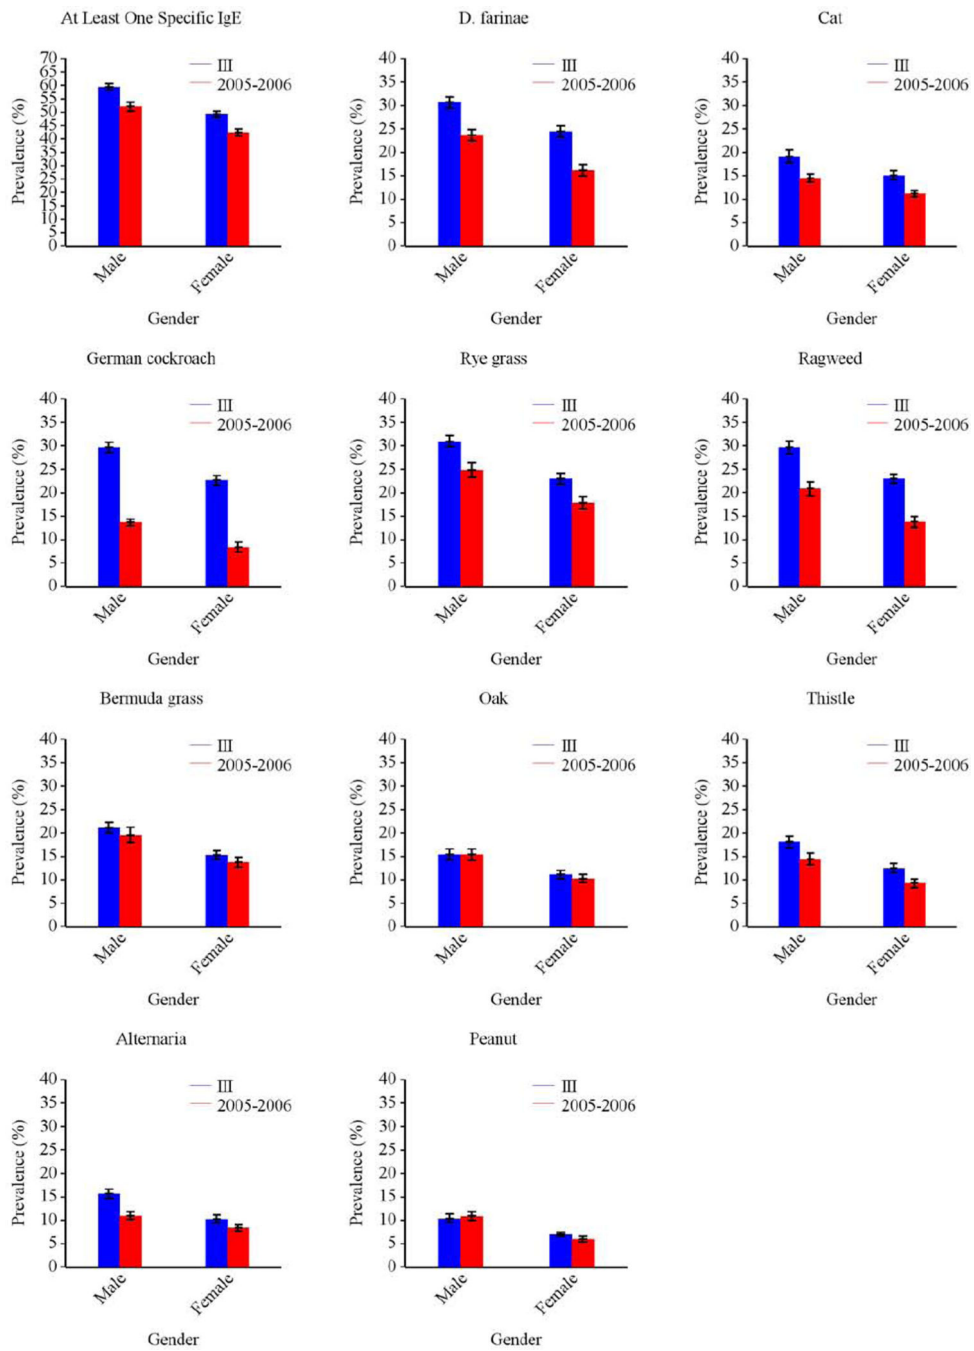 At Least One Specific IgE
Prevalence (%)
70
65
60
55
50
45
40
35
30
25
20
15
10
5
0
III
2005-2006
Male
Female
Gender
D. farinae
Prevalence (%)
40
35
30
25
20
15
10
5
0
III
2005-2006
Male
Female
Gender
Cat
Prevalence (%)
40
35
30
25
20
15
10
5
0
III
2005-2006
Male
Female
Gender
German cockroach
Prevalence (%)
40
35
30
25
20
15
10
5
0
III
2005-2006
Male
Female
Gender
Rye grass
Prevalence (%)
40
35
30
25
20
15
10
5
0
III
2005-2006
Male
Female
Gender
Ragweed
Prevalence (%)
40
35
30
25
20
15
10
5
0
III
2005-2006
Male
Female
Gender
Bermuda grass
Prevalence (%)
40
35
30
25
20
15
10
5
0
III
2005-2006
Male
Female
Gender
Oak
Prevalence (%)
40
35
30
25
20
15
10
5
0
III
2005-2006
Male
Female
Gender
Thistle
Prevalence (%)
40
35
30
25
20
15
10
5
0
III
2005-2006
Male
Female
Gender
Alternaria
Prevalence (%)
40
35
30
25
20
15
10
5
0
III
2005-2006
Male
Female
Gender
Peanut
Prevalence (%)
40
35
30
25
20
15
10
5
0
III
2005-2006
Male
Female
Gender